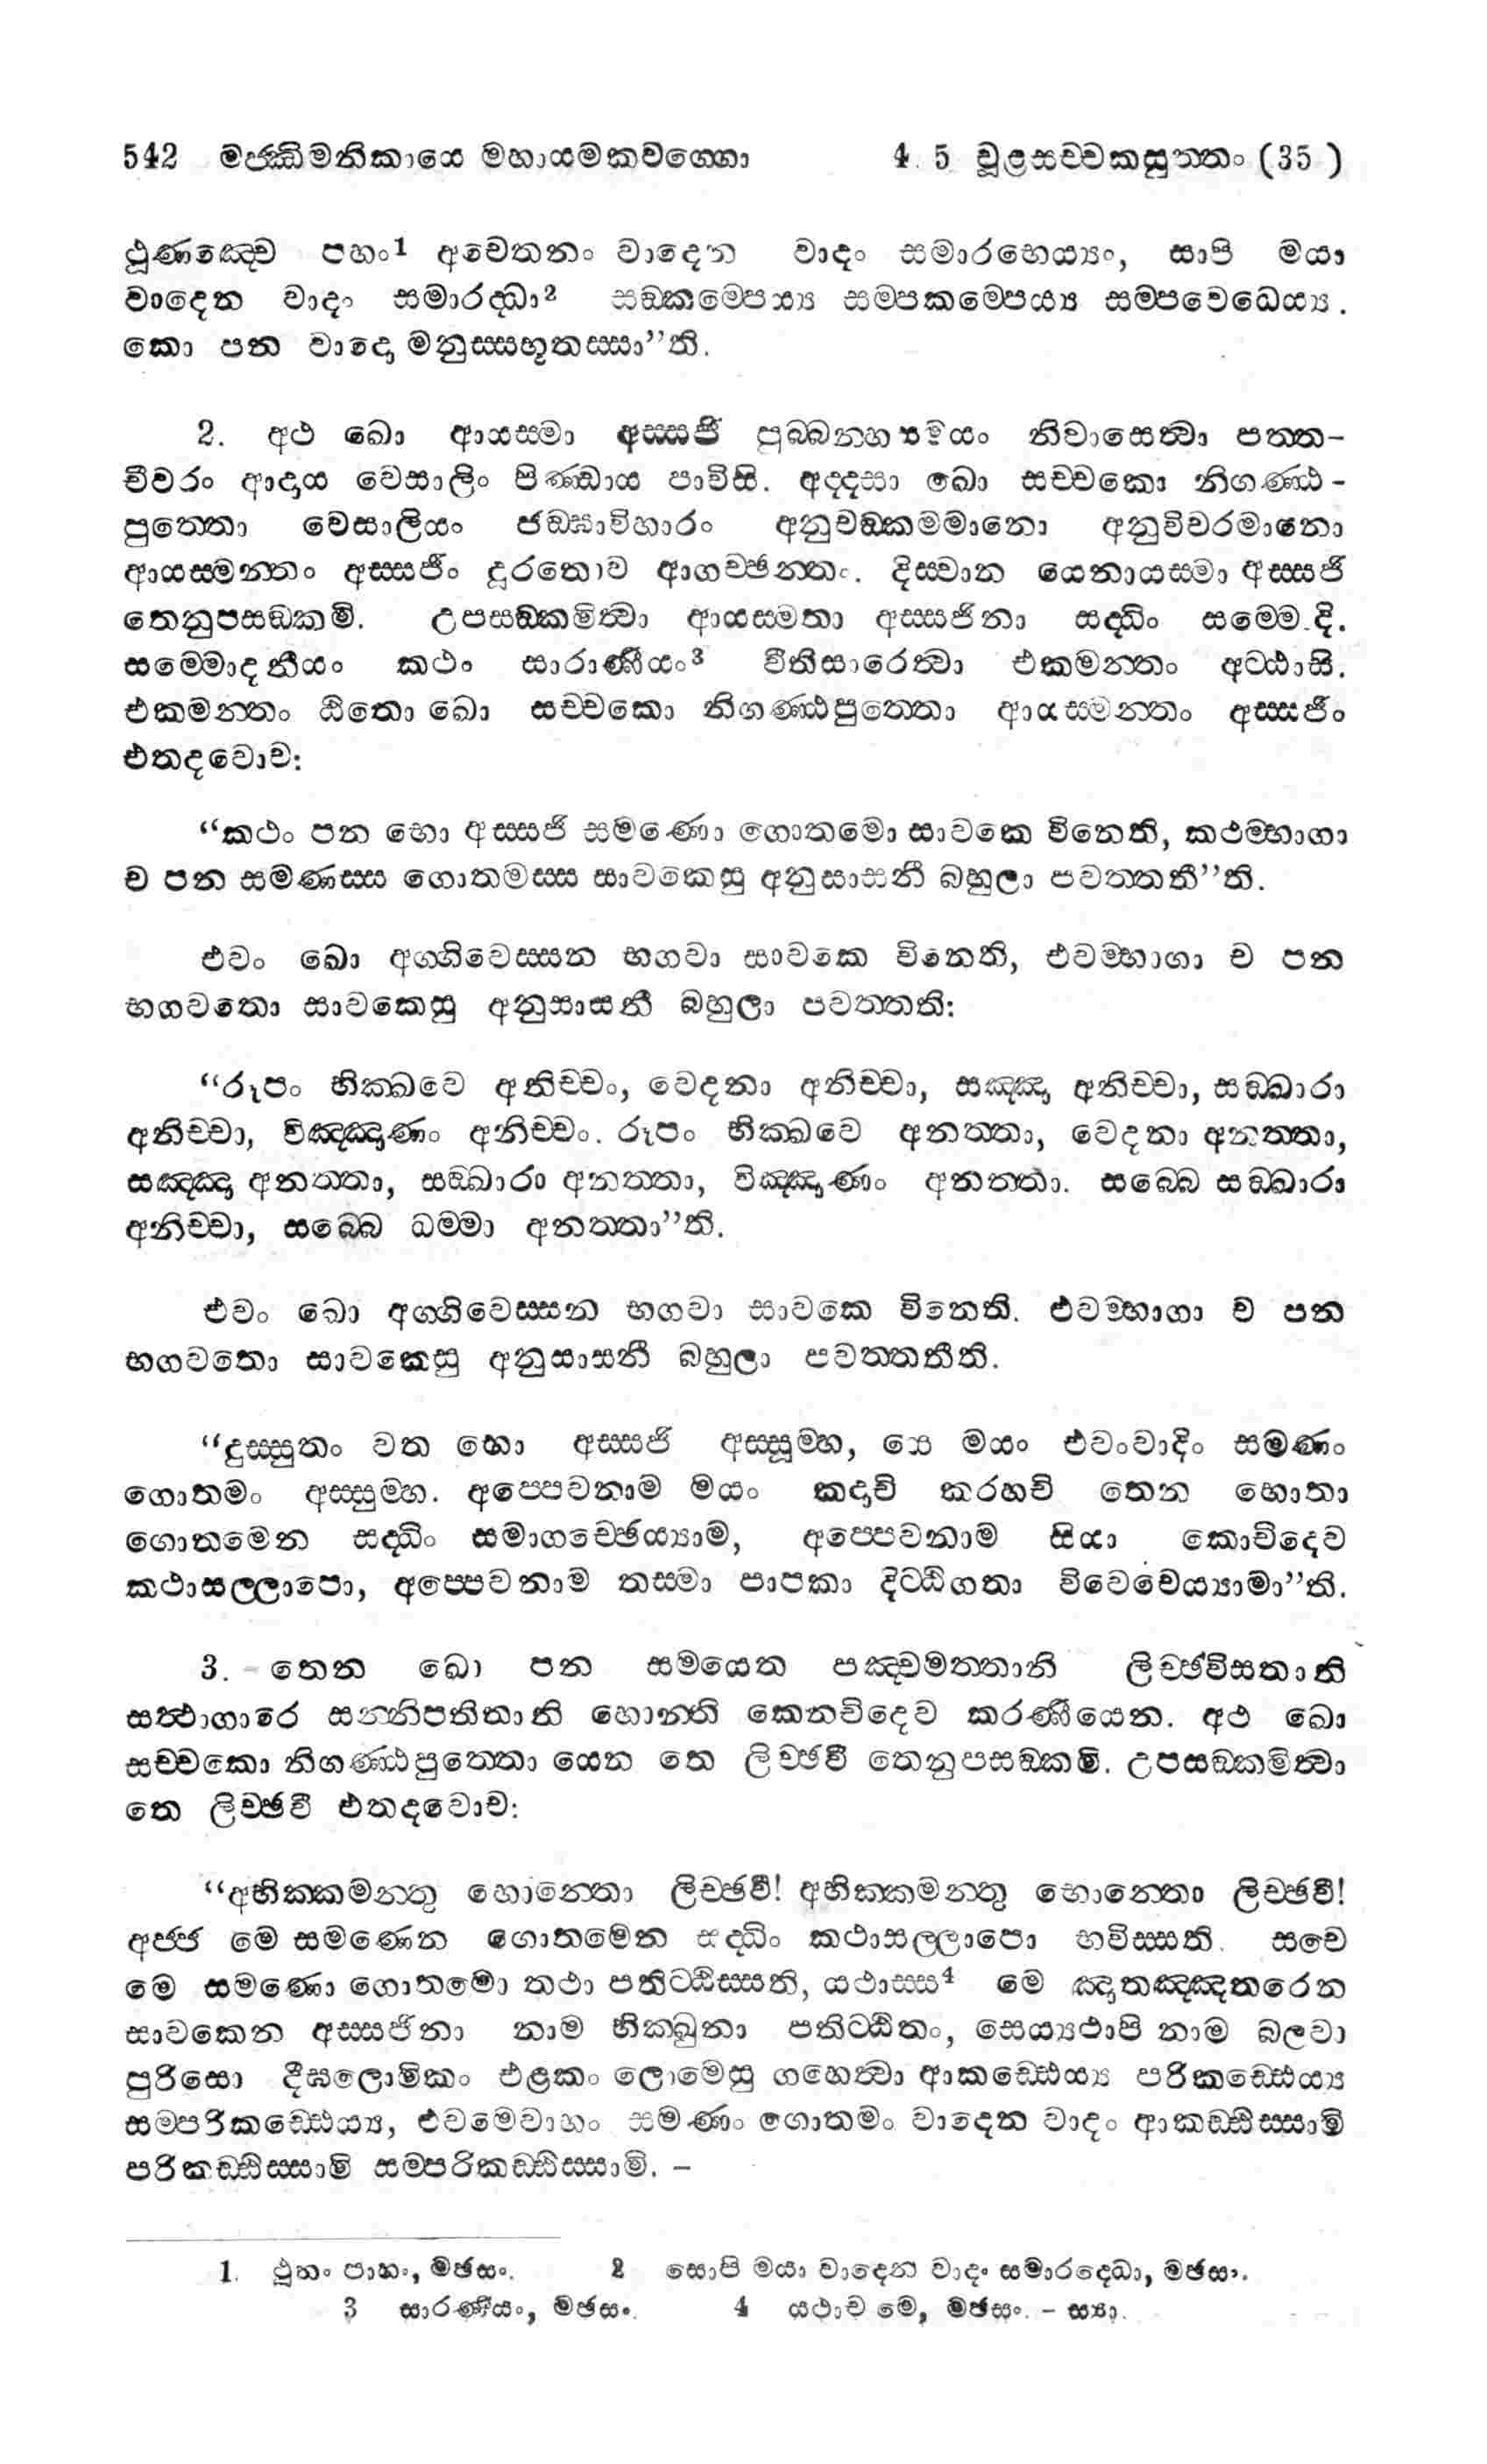 542 මජ්ඣිමනිකායෙ මහායමකවග්ගො 4. 5 චූළසච්චකසුත්තං (35)
ථූණඤ්චෙ පහං1 අචෙතනං වාදෙන වාදං සමාරභෙය්‍යං, සාපි මයා
වාදෙන වාදං සමාරද්ධා2 සඞ්කම්පෙය්‍ය සම්පකම්පෙය්‍ය සම්පවෙධෙය්‍ය.
කො පන වාදො මනුස්සභූතස්සා”ති.
2. අථ ඛො ආයස්මා අස්සජි පුබ්බන්හසමයං නිවාසෙත්වා පත්ත-
චීවරං ආදාය වෙසාලිං පිණ්ඩාය පාවිසි. අද්දසා ඛො සච්චකො නිගණ්ඨ-
පුත්තො වෙසාලියං ජඞ්ඝාවිහාරං අනුචඞ්කමමානො අනුවිචරමානො
ආයස්මන්තං අස්සජිං දූරතොව ආගච්ඡන්තං. දිස්වාන යෙනායස්මා අස්සජි
තෙනුපසඞ්කමි. උපසඞ්කමිත්වා ආයස්මතා අස්සජිනා සද්ධිං සම්මොදි.
සම්මොදනීයං කථං සාරාණීයං3 වීතිසාරෙත්වා එකමන්තං අට්ඨාසි.
එකමන්තං ඨිතො ඛො සච්චකො නිගණ්ඨපුත්තො ආයස්මන්තං අස්සජිං
එතදවොච:
“කථං පන භො අස්සජි සමණො ගොතමො සාවකෙ විනෙති, කථම්භාගා
ච පන සමණස්ස ගොතමස්ස සාවකෙසු අනුසාසනී බහුලා පවත්තතී”ති.
එවං ඛො අග්ගිවෙස්සන භගවා සාවකෙ විනෙති, එවම්භාගා ච පන
භගවතො සාවකෙසු අනුසාසනී බහුලා පවත්තති:
“රූපං භික්ඛවෙ අනිච්චං, වෙදනා අනිච්චා, සඤ්ඤා අනිච්චා, සඞ්ඛාරා
අනිච්චා, විඤ්ඤාණං අනිච්චං. රූපං භික්ඛවෙ අනත්තා, වෙදනා අනත්තා,
සඤ්ඤා අනත්තා, සඞ්ඛාරා අනත්තා, විඤ්ඤාණං අනත්තා. සබ්බෙ සඞ්ඛාරා
අනිච්චා, සබ්බෙ ධම්මා අනත්තා”ති.
එවං ඛො අග්ගිවෙස්සන භගවා සාවකෙ විනෙති. එවම්භාගා ච පන
භගවතො සාවකෙසු අනුසාසනී බහුලා පවත්තතීති.
“දුස්සුතං වත භො අස්සජි අස්සුම්හ, යෙ මයං එවංවාදිං සමණං
ගොතමං අස්සුම්හ. අප්පෙවනාම මයං කදාචි කරහචි තෙන භොතා
ගොතමෙන සද්ධිං සමාගච්ඡෙය්‍යාම, අප්පෙවනාම සියා කොචිදෙව
කථාසල්ලාපො, අප්පෙවනාම තස්මා පාපකා දිට්ඨිගතා විවෙචෙය්‍යාමා”ති.
3. තෙන ඛො පන සමයෙන පඤ්චමත්තානි ලිච්ඡවිසතානි
සත්ථාගාරෙ සන්නිපතිතානි හොන්ති කෙනචිදෙව කරණීයෙන. අථ ඛො
සච්චකො නිගණ්ඨපුත්තො යෙන තෙ ලිච්ඡවී තෙනුපසඞ්කමි. උපසඞ්කමිත්වා
තෙ ලිච්ඡවී එතදවොච:
“අභික්කමන්තු භොන්තො ලිච්ඡවී! අභික්කමන්තු භොන්තො ලිච්ඡවී!
අජ්ජ මෙ සමණෙන ගොතමෙන සද්ධිං කථාසල්ලාපො භවිස්සති. සචෙ
මෙ සමණො ගොතමො තථා පතිට්ඨිස්සති, යථාස්ස4 මෙ ඤාතඤ්ඤතරෙන
සාවකෙන අස්සජිනා නාම භික්ඛුනා පතිට්ඨිතං, සෙය්‍යථාපි නාම බලවා
පුරිසො දීඝලොමිකං එළකං ලොමෙසු ගහෙත්වා ආකඩ්ඪෙය්‍ය පරිකඩ්ඪෙය්‍ය
සම්පරිකඩ්ඪෙය්‍ය, එවමෙවාහං සමණං ගොතමං වාදෙන වාදං ආකඩ්ඪිස්සාමි
පරිකඩ්ඪිස්සාමි සම්පරිකඩ්ඪිස්සාමි. –
1. ථූනං පාහං, මඡසං. 2 සොපි මයා වාදෙන වාදං සමාරද්ධො, මඡසං.
3 සාරණීයං, මඡසං. 4 යථාච මෙ, මඡසං. – ස්‍යා.